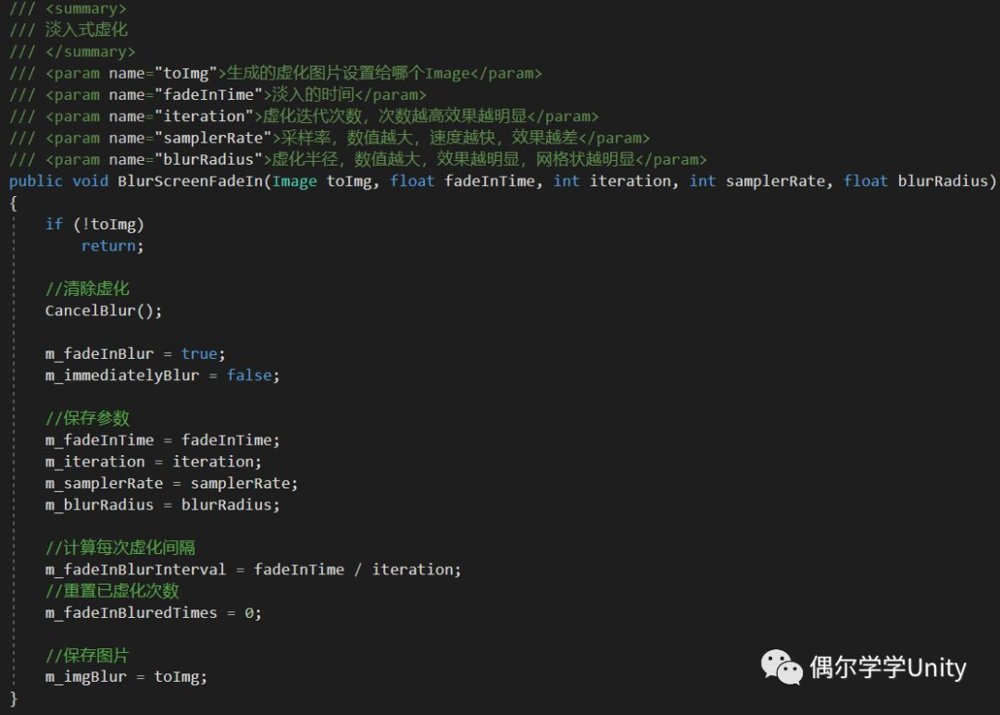 /// <summary>
/// 淡入式虚化
/// </summary>
/// <param name="toImg">生成的虚化图片设置给哪个Image</param>
/// <param name="fadeInTime">淡入的时间</param>
/// <param name="iteration">虚化迭代次数，次数越高效果越明显</param>
/// <param name="samplerRate">采样率，数值越大，速度越快，效果越差</param>
/// <param name="blurRadius">虚化半径，数值越大，效果越明显，网格状越明显</param>
public void BlurScreenFadeIn(Image toImg, float fadeInTime, int iteration, int samplerRate, float blurRadius)
{
if (!toImg)
return;
//清除虚化
CancelBlur();
m_fadeInBlur = true;
m_immediatelyBlur = false;
//保存参数
m_fadeInTime = fadeInTime;
m_iteration = iteration;
m_samplerRate = samplerRate;
m_blurRadius = blurRadius;
//计算每次虚化间隔
m_fadeInBlurInterval = fadeInTime / iteration;
//重置已虚化次数
m_fadeInBluredTimes = 0;
//保存图片
m_imgBlur = toImg;
}
偶尔学学Unity